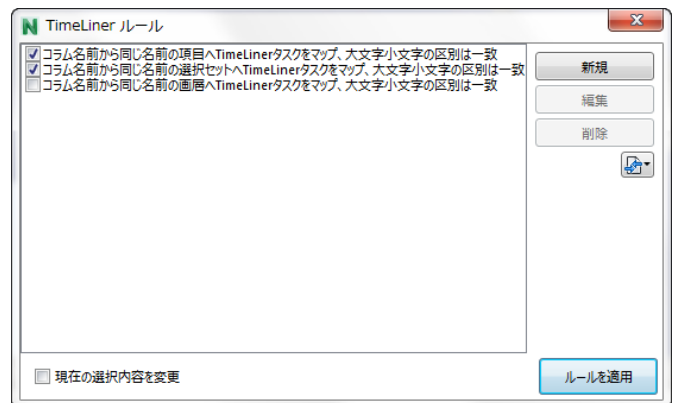 N TimeLiner ルール
コラム名前から同じ名前の項目へTimeLinerタスクをマップ、大文字小文字の区別は一致
コラム名前から同じ名前の選択セットへTimeLinerタスクをマップ、大文字小文字の区別は一致
コラム名前から同じ名前の画層へTimeLinerタスクをマップ、大文字小文字の区別は一致
新規
編集
削除
現在の選択内容を変更
ルールを適用